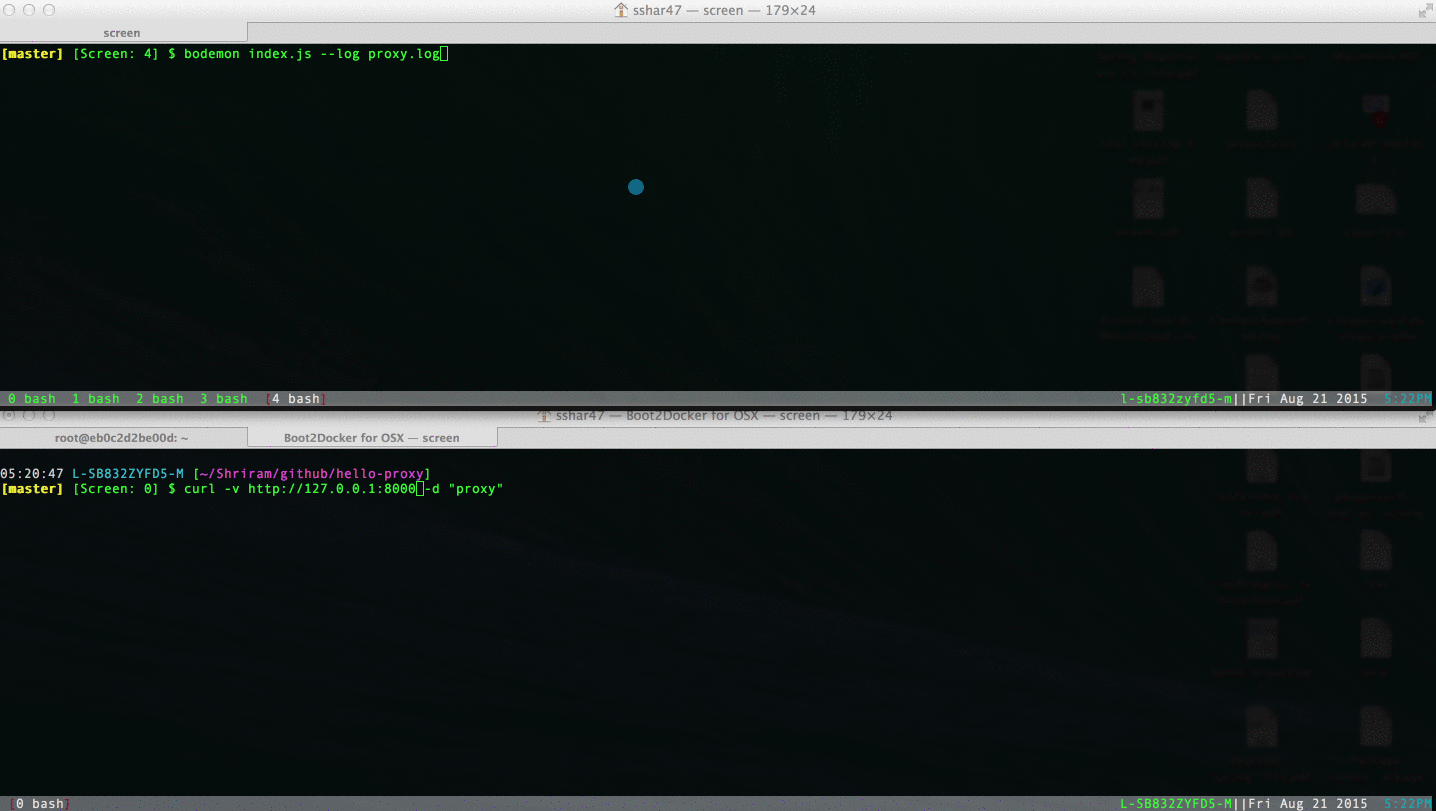 sshar47 — screen — 179×24
screen
[master] [Screen: 4] $ bodemon index.js --log proxy.log
0 bash 1 bash 2 bash 3 bash [4 bash] l-sb832zyfd5-m||Fri Aug 21 2015 5:22PM
sshar47 — Boot2Docker for OSX — screen — 179×24
root@eb0c2d2be00d: ~ Boot2Docker for OSX — screen
05:20:47 L-SB832ZYFD5-M [~/Shriram/github/hello-proxy]
[master] [Screen: 0] $ curl -v http://127.0.0.1:8000 -d "proxy"
[0 bash] L-SB832ZYFD5-M||Fri Aug 21 2015 5:22PM